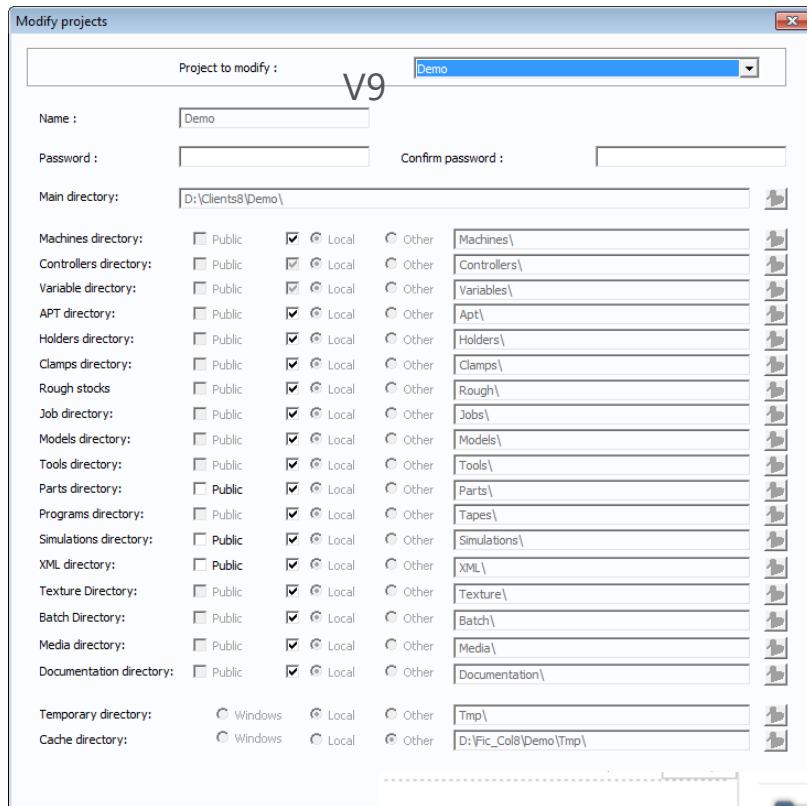 Modify projects
Project to modify : Demo
V9
Name : Demo
Password : Confirm password :
Main directory: D:\Clients8\Demo\
Machines directory: Public Local Other Machines\
Controllers directory: Public Local Other Controllers\
Variable directory: Public Local Other Variables\
APT directory: Public Local Other Apt\
Holders directory: Public Local Other Holders\
Clamps directory: Public Local Other Clamps\
Rough stocks Public Local Other Rough\
Job directory: Public Local Other Jobs\
Models directory: Public Local Other Models\
Tools directory: Public Local Other Tools\
Parts directory: Public Local Other Parts\
Programs directory: Public Local Other Tapes\
Simulations directory: Public Local Other Simulations\
XML directory: Public Local Other XML\
Texture Directory: Public Local Other Texture\
Batch Directory: Public Local Other Batch\
Media directory: Public Local Other Media\
Documentation directory: Public Local Other Documentation\
Temporary directory: Windows Local Other Tmp\
Cache directory: Windows Local Other D:\Fic_Col8\Demo\Tmp\